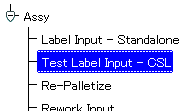 Assy
Label Input - Standalone
Test Label Input - CSL
Re-Palletize
Rework Input